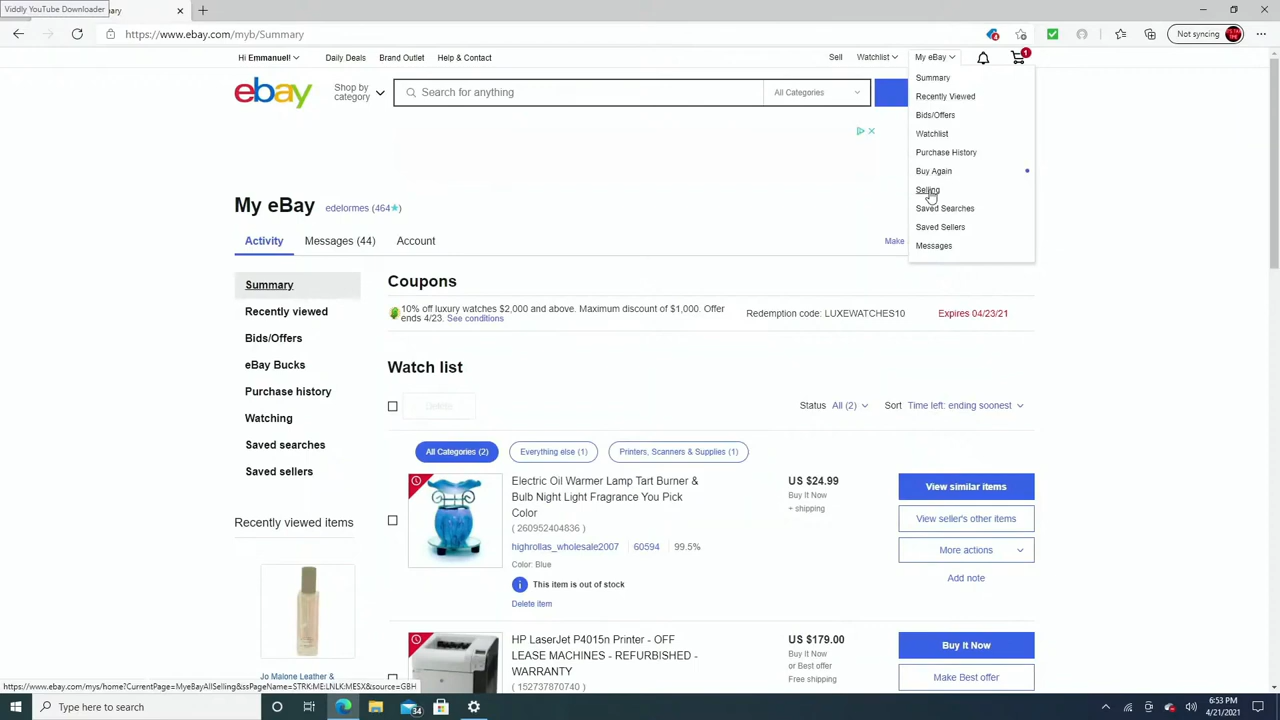 Viddly YouTube Downloader
https://www.ebay.com/myb/Summary
Not syncing
Hi Emmanuel!
Daily Deals
Brand Outlet
Help & Contact
Sell
Watchlist
My eBay
1
ebay
Shop by
category
Search for anything
All Categories
Summary
Recently Viewed
Bids/Offers
Watchlist
Purchase History
Buy Again
Selling
Saved Searches
Saved Sellers
Messages
My eBay
edelormes (464)
Activity
Messages (44)
Account
Make
Summary
Recently viewed
Bids/Offers
eBay Bucks
Purchase history
Watching
Saved searches
Saved sellers
Recently viewed items
Jo Malone Leather &
Coupons
10% off luxury watches $2,000 and above. Maximum discount of $1,000. Offer
ends 4/23. See conditions
Redemption code: LUXEWATCHES10
Expires 04/23/21
Watch list
Delete
Status All (2)
Sort Time left: ending soonest
All Categories (2)
Everything else (1)
Printers, Scanners & Supplies (1)
Electric Oil Warmer Lamp Tart Burner &
Bulb Night Light Fragrance You Pick
Color
( 260952404836 )
highrollas_wholesale2007 60594 99.5%
Color: Blue
This item is out of stock
Delete item
US $24.99
Buy It Now
+ shipping
View similar items
View seller's other items
More actions
Add note
HP LaserJet P4015n Printer - OFF
LEASE MACHINES - REFURBISHED -
WARRANTY
( 152737870740 )
US $179.00
Buy It Now
or Best offer
Free shipping
Buy It Now
Make Best offer
https://www.ebay.com/mys/home?CurrentPage=MyeBayAllSelling&ssPageName=STRK:ME:LNLK:MESX&source=GBH
Type here to search
34
6:53 PM
4/21/2021